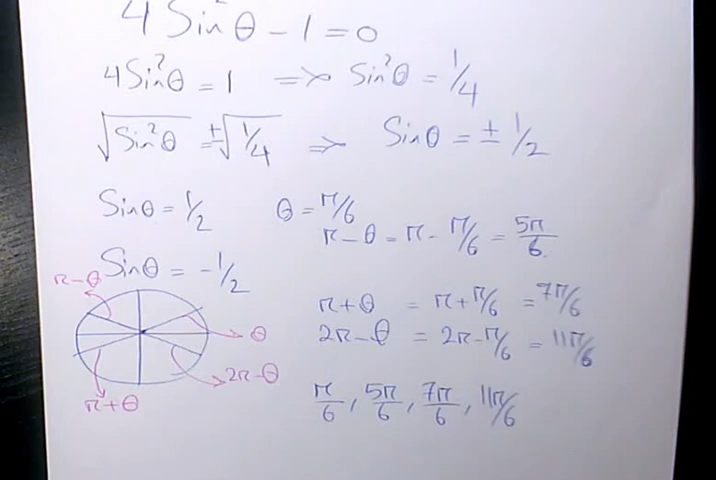 4 Sin²θ - 1 = 0
4Sin²θ = 1 => Sin²θ = 1/4
√Sin²θ = ±√1/4 => Sinθ = ± 1/2
Sinθ = 1/2 θ = π/6
π - θ = π - π/6 = 5π/6
Sinθ = - 1/2
π - θ
π + θ = π + π/6 = 7π/6
θ
2π - θ = 2π - π/6 = 11π/6
2π - θ
π + θ
π/6, 5π/6, 7π/6, 11π/6